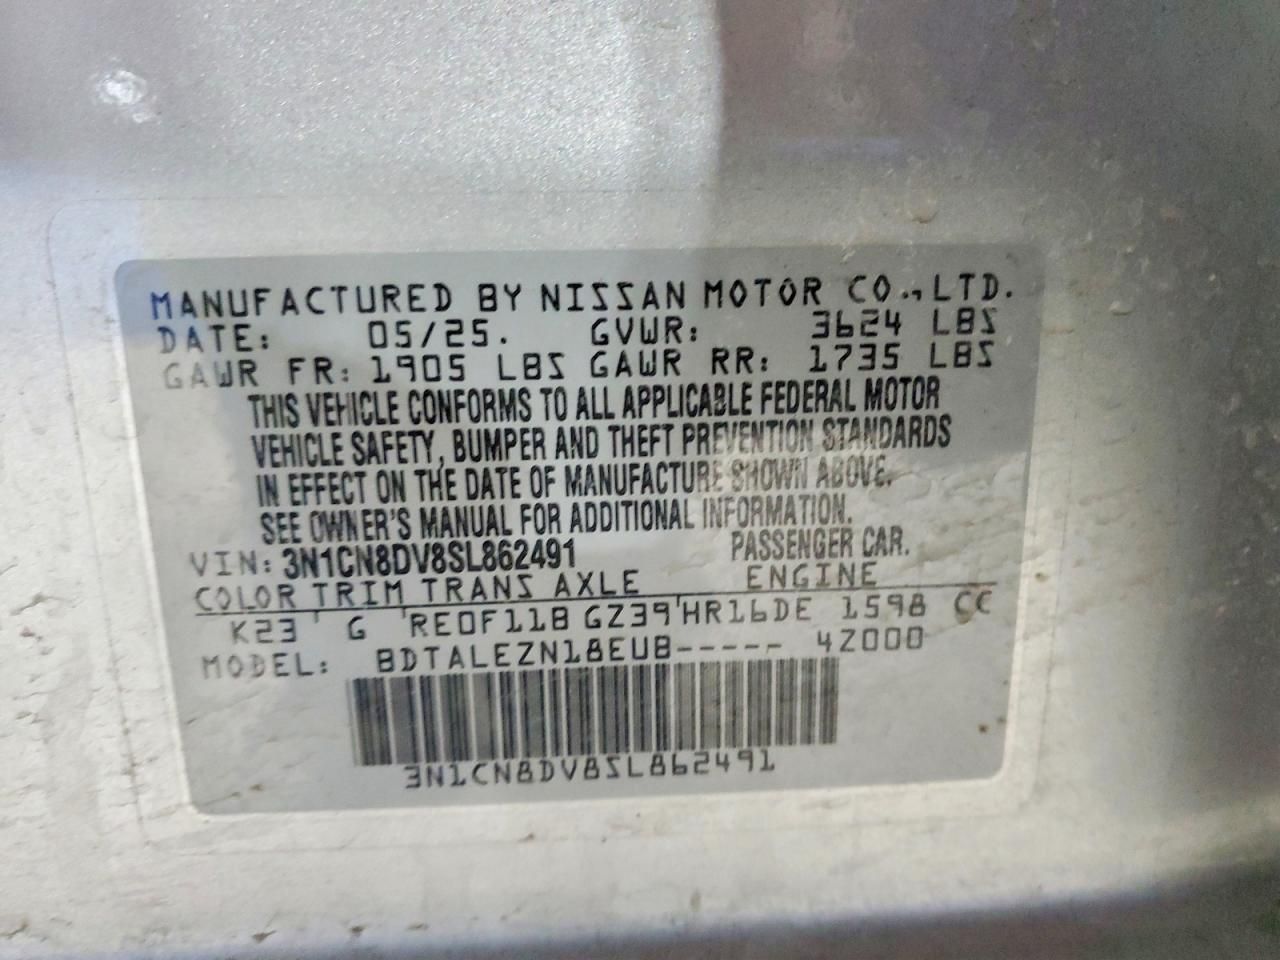 MANUFACTURED BY NISSAN MOTOR CO., LTD.
DATE: 05/25. GVWR: 3624 LBS
GAWR FR: 1905 LBS GAWR RR: 1735 LBS
THIS VEHICLE CONFORMS TO ALL APPLICABLE FEDERAL MOTOR
VEHICLE SAFETY, BUMPER AND THEFT PREVENTION STANDARDS
IN EFFECT ON THE DATE OF MANUFACTURE SHOWN ABOVE.
SEE OWNER'S MANUAL FOR ADDITIONAL INFORMATION.
VIN: 3N1CN8DV8SL862491 PASSENGER CAR.
COLOR TRIM TRANS AXLE ENGINE
K23 G RE0F11B GZ39 HR16DE 1598 CC
MODEL: BDTALEZN18EUB----- 4Z000
3N1CN8DV8SL862491